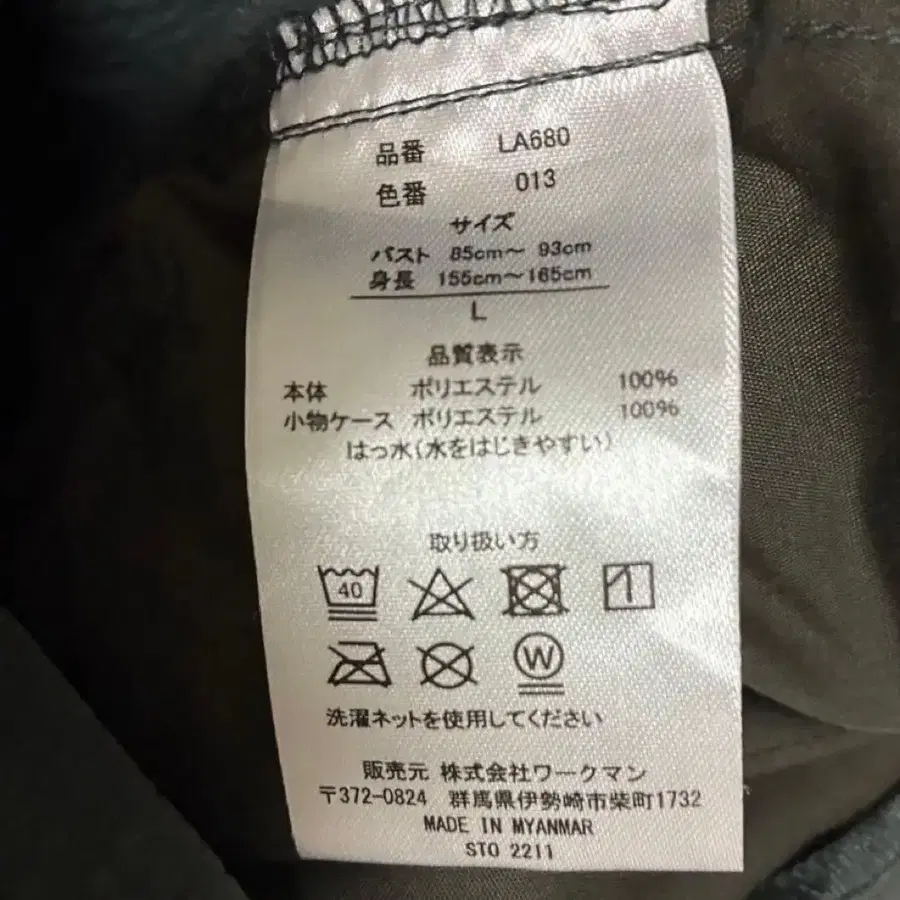 品番 LA680
色番 013
サイズ
バスト 85cm～ 93cm
身長 155cm～165cm
L
品質表示
本体 ポリエステル 100%
小物ケース ポリエステル 100%
はっ水(水をはじきやすい)
取り扱い方
40
W
洗濯ネットを使用してください
販売元 株式会社ワークマン
〒372-0824 群馬県伊勢崎市柴町1732
MADE IN MYANMAR
STO 2211